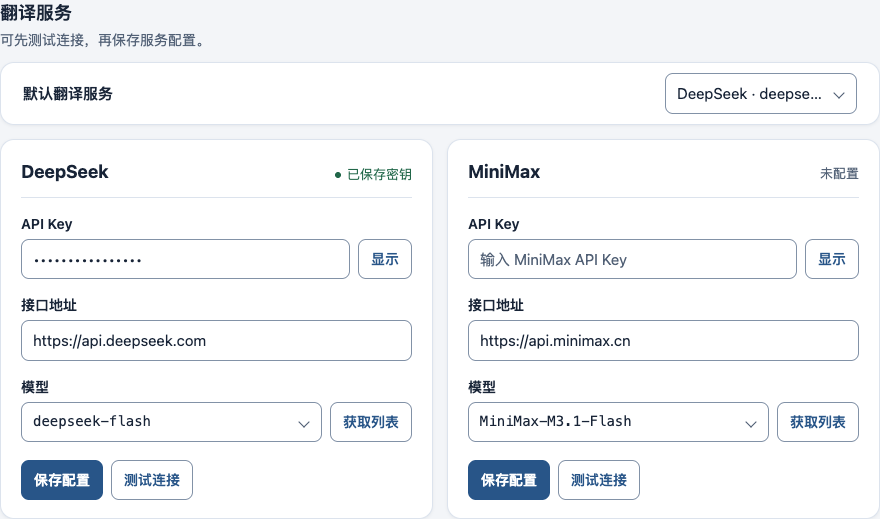 翻译服务
可先测试连接，再保存服务配置。
默认翻译服务
DeepSeek · deepse...
DeepSeek
已保存密钥
API Key
••••••••••••••••
显示
接口地址
https://api.deepseek.com
模型
deepseek-flash
获取列表
保存配置
测试连接
MiniMax
未配置
API Key
输入 MiniMax API Key
显示
接口地址
https://api.minimax.cn
模型
MiniMax-M3.1-Flash
获取列表
保存配置
测试连接